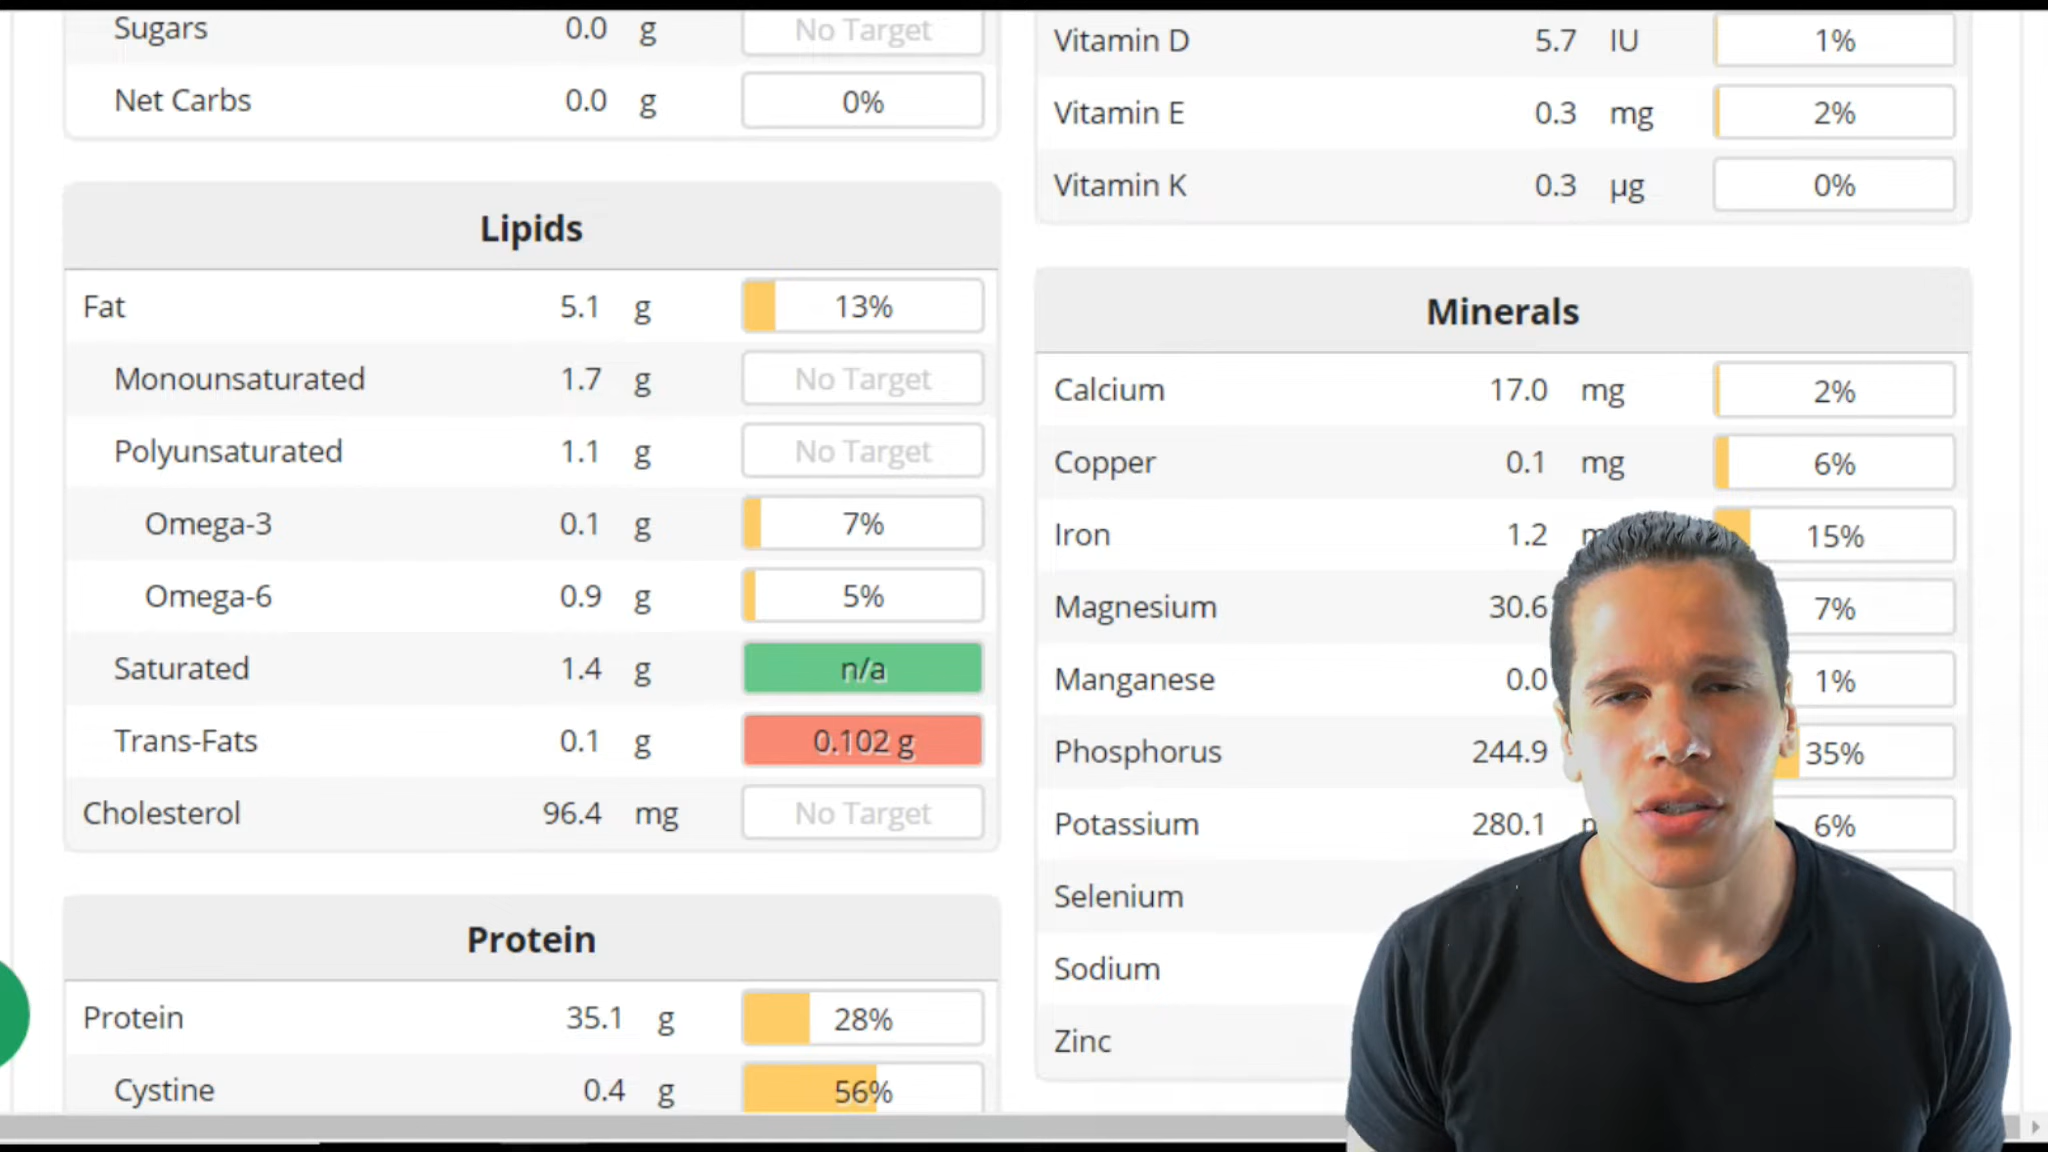 Sugars 0.0 g No Target
Net Carbs 0.0 g 0%
Lipids
Fat 5.1 g 13%
Monounsaturated 1.7 g No Target
Polyunsaturated 1.1 g No Target
Omega-3 0.1 g 7%
Omega-6 0.9 g 5%
Saturated 1.4 g n/a
Trans-Fats 0.1 g 0.102 g
Cholesterol 96.4 mg No Target
Protein
Protein 35.1 g 28%
Cystine 0.4 g 56%
Vitamin D 5.7 IU 1%
Vitamin E 0.3 mg 2%
Vitamin K 0.3 µg 0%
Minerals
Calcium 17.0 mg 2%
Copper 0.1 mg 6%
Iron 1.2 15%
Magnesium 30.6 7%
Manganese 0.0 1%
Phosphorus 244.9 35%
Potassium 280.1 6%
Selenium
Sodium
Zinc